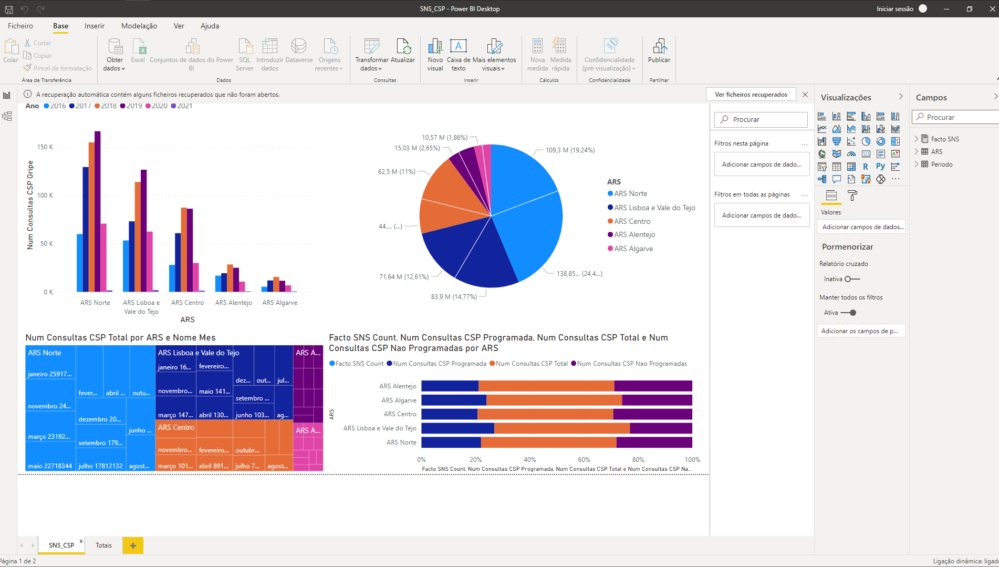 SNS_CSP - Power BI Desktop
Iniciar sessão
Ficheiro
Base
Inserir
Modelação
Ver
Ajuda
Colar
Cortar
Copiar
Pincel de formatação
Área de Transferência
Obter dados
Excel
Conjuntos de dados do Power BI
SQL Server
Introduzir dados
Dataverse
Origens recentes
Dados
Transformar dados
Atualizar
Consultas
Novo visual
Caixa de texto
Mais elementos visuais
Inserir
Nova medida
Medida rápida
Cálculos
Confidencialidade (pré-visualização)
Confidencialidade
Publicar
Partilhar
A recuperação automática contém alguns ficheiros recuperados que não foram abertos.
Ver ficheiros recuperados
Ano 2016 2017 2018 2019 2020 2021
Num Consultas CSP Gripe
150 K
100 K
50 K
0 K
ARS Norte
ARS Lisboa e Vale do Tejo
ARS Centro
ARS Alentejo
ARS Algarve
ARS
10,57 M (1,86%)
15,03 M (2,65%)
62,5 M (11%)
44,... (...)
71,64 M (12,61%)
83,9 M (14,77%)
138,85... (24,4...)
109,3 M (19,24%)
ARS
ARS Norte
ARS Lisboa e Vale do Tejo
ARS Centro
ARS Alentejo
ARS Algarve
Num Consultas CSP Total por ARS e Nome Mes
ARS Norte
janeiro 25917...
novembro 24...
março 23192...
maio 22718344
fever...
abril ...
outu...
dezembro 20...
setembro 179...
julho 17812132
junho ...
agost...
ARS Lisboa e Vale do Tejo
janeiro 16...
novembro...
março 147...
fevereiro...
maio 141...
abril 130...
dez...
out...
jul...
setembro ...
junho 103...
ag...
ARS Centro
novembro...
março 101...
fevereiro...
abril 891...
outubr...
julho 7...
agost...
ARS A...
ARS A...
Facto SNS Count, Num Consultas CSP Programada, Num Consultas CSP Total e Num
Consultas CSP Nao Programadas por ARS
Facto SNS Count Num Consultas CSP Programada Num Consultas CSP Total Num Consultas CSP Nao Programadas
ARS
ARS Alentejo
ARS Algarve
ARS Centro
ARS Lisboa e Vale do Tejo
ARS Norte
0% 20% 40% 60% 80% 100%
Facto SNS Count, Num Consultas CSP Programada, Num Consultas CSP Total e Num Consultas CSP Na...
Procurar
Filtros nesta página
...
Adicionar campos de dado...
Filtros em todas as páginas
...
Adicionar campos de dado...
Visualizações
123
R
Py
...
Valores
Adicionar campos de dados...
Pormenorizar
Relatório cruzado
Inativa
Manter todos os filtros
Ativa
Adicionar os campos de p...
Campos
Procurar
Facto SNS
ARS
Periodo
SNS_CSP
x
Totais
+
Página 1 de 2
Ligação dinâmica: ligad